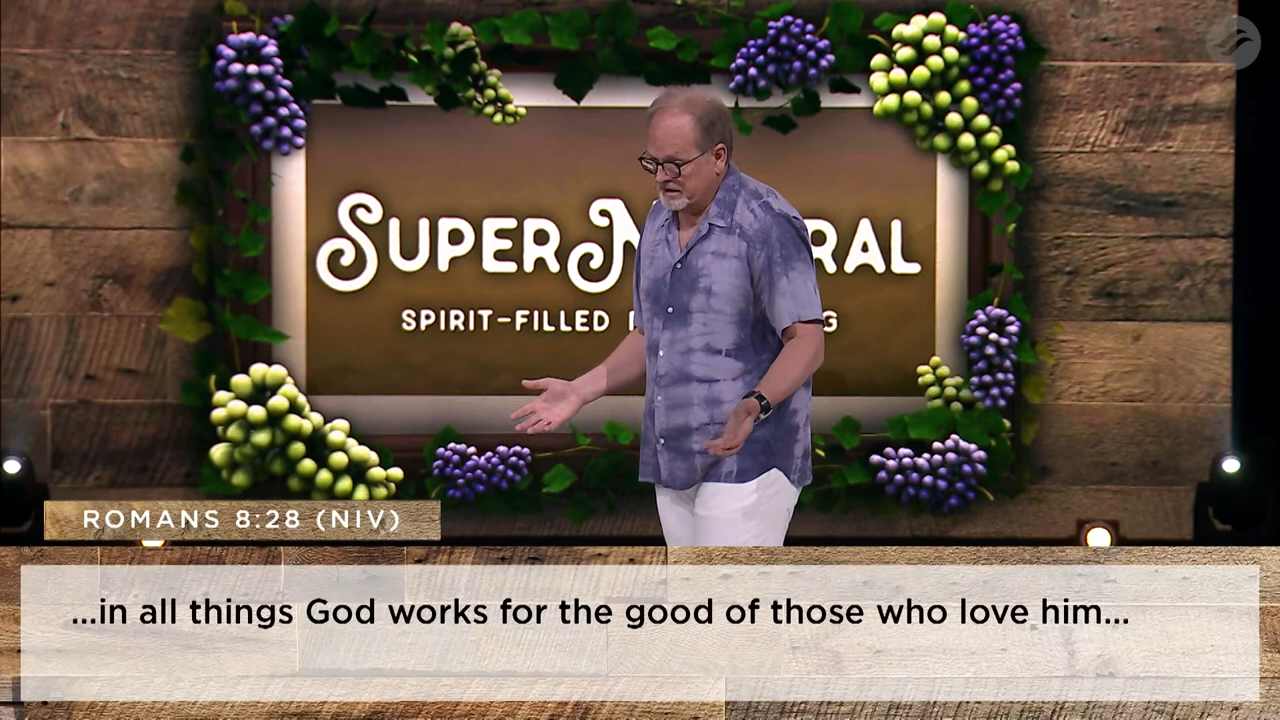 SUPERN RAL
SPIRIT-FILLED G
ROMANS 8:28 (NIV)
...in all things God works for the good of those who love him...